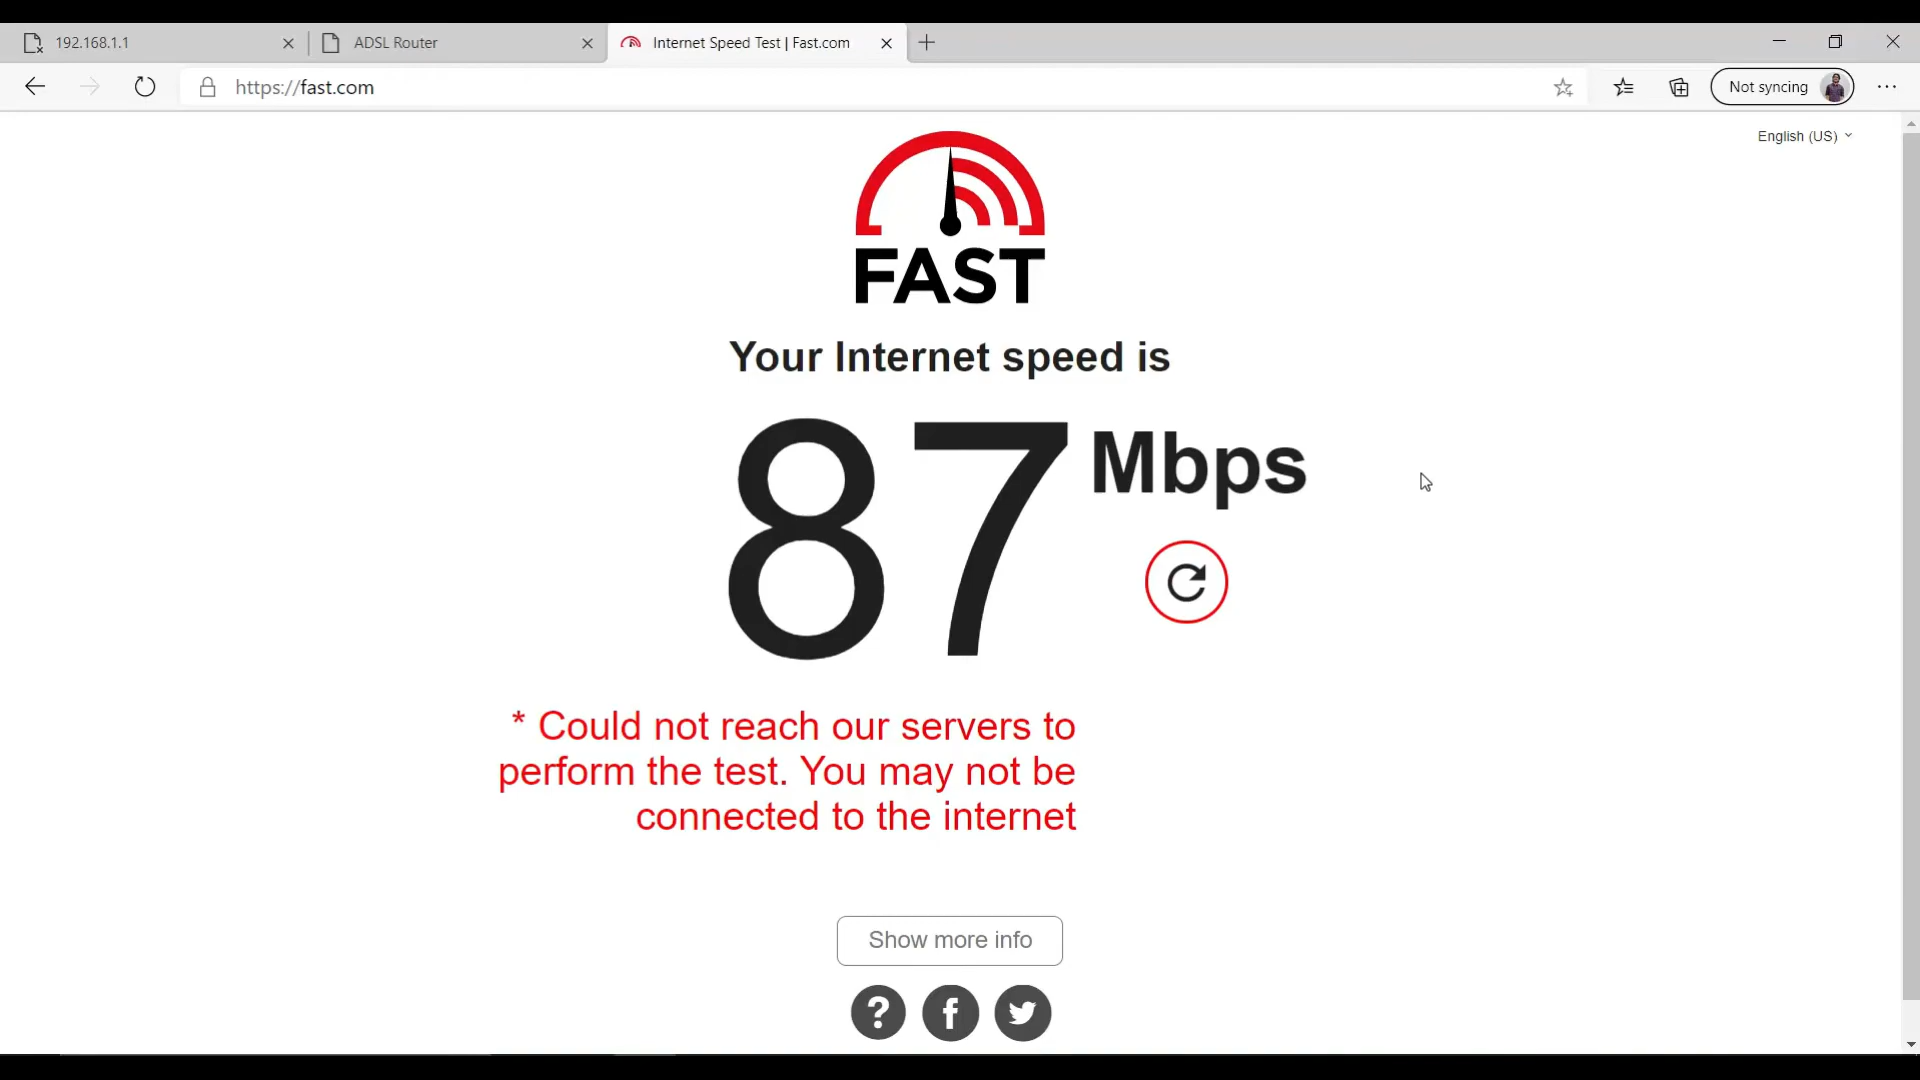 192.168.1.1
ADSL Router
Internet Speed Test | Fast.com
https://fast.com
Not syncing
English (US)
FAST
Your Internet speed is
87 Mbps
* Could not reach our servers to
perform the test. You may not be
connected to the internet
Show more info